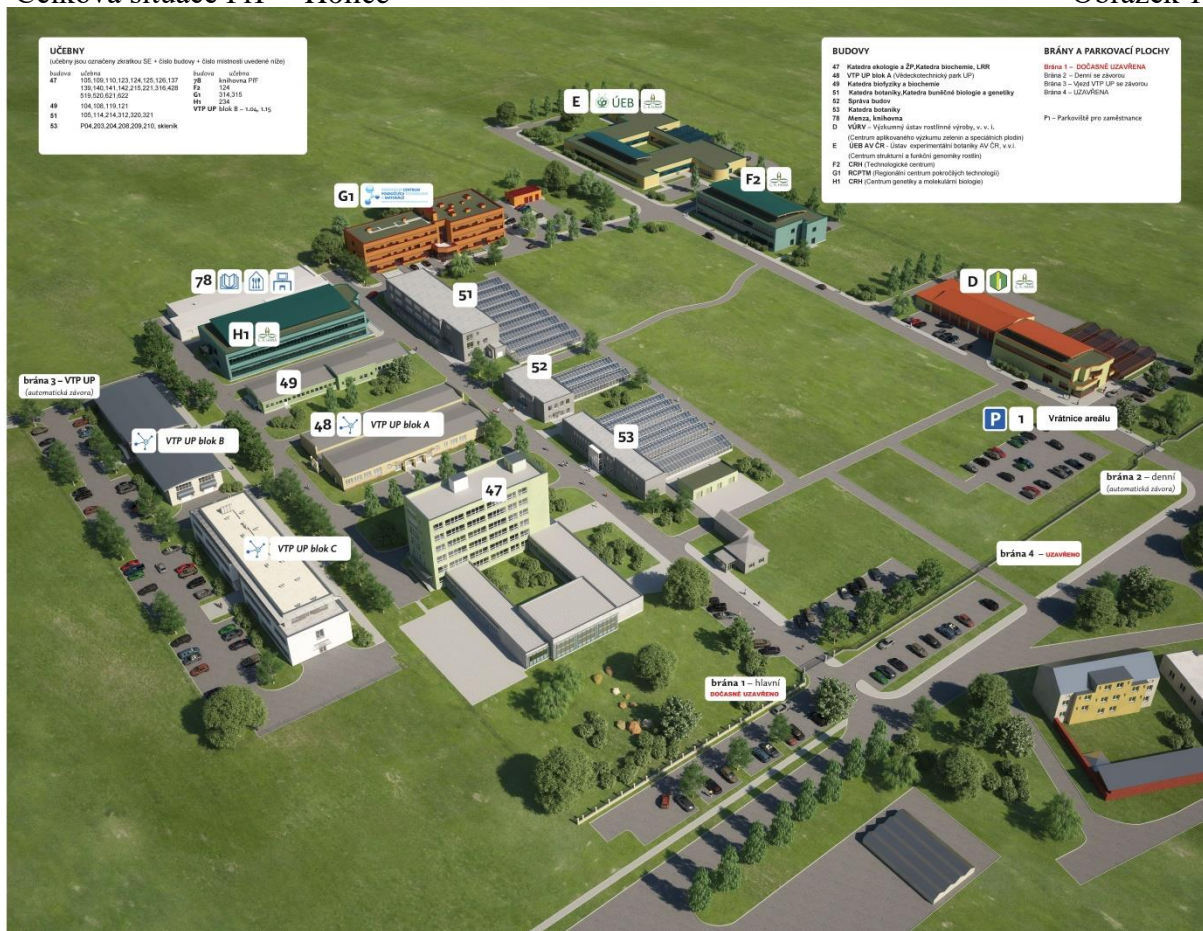 Celková situace PřF - Holice
Obrázek 1
UČEBNY
(učebny jsou označeny zkratkou SE + číslo budovy + číslo místnosti uvedené níže)
budova učebna
47 105,109,110,123,124,125,126,137
139,140,141,142,215,221,316,428
519,520,621,622
49 104,108,119,121
51 105,114,214,312,320,321
53 P04,203,204,208,209,210, skleník
budova učebna
78 knihovna PřF
F2 124
G1 314,315
H1 234
VTP UP blok B – 1.04, 1.15
BUDOVY
47 Katedra ekologie a ŽP,Katedra biochemie, LRR
48 VTP UP blok A (Vědeckotechnický park UP)
49 Katedra biofyziky a biochemie
51 Katedra botaniky,Katedra buněčné biologie a genetiky
52 Správa budov
53 Katedra botaniky
78 Menza, knihovna
D VÚRV – Výzkumný ústav rostlinné výroby, v. v. i.
(Centrum aplikovaného výzkumu zelenin a speciálních plodin)
E ÚEB AV ČR - Ústav experimentální botaniky AV ČR, v.v.i.
(Centrum strukturní a funkční genomiky rostlin)
F2 CRH (Technologické centrum)
G1 RCPTM (Regionální centrum pokročilých technologií)
H1 CRH (Centrum genetiky a molekulární biologie)
BRÁNY A PARKOVACÍ PLOCHY
Brána 1 – DOČASNĚ UZAVŘENA
Brána 2 – Denní se závorou
Brána 3 – Vjezd VTP UP se závorou
Brána 4 – UZAVŘENA
P1 – Parkoviště pro zaměstnance
E ÚEB
F2
G1
78
51
H1
D
52
49
brána 3 – VTP UP
(automatická závora)
48 VTP UP blok A
VTP UP blok B
53
P 1 Vrátnice areálu
47
brána 2 – denní
(automatická závora)
VTP UP blok C
brána 4 – UZAVŘENO
brána 1 – hlavní
DOČASNĚ UZAVŘENO